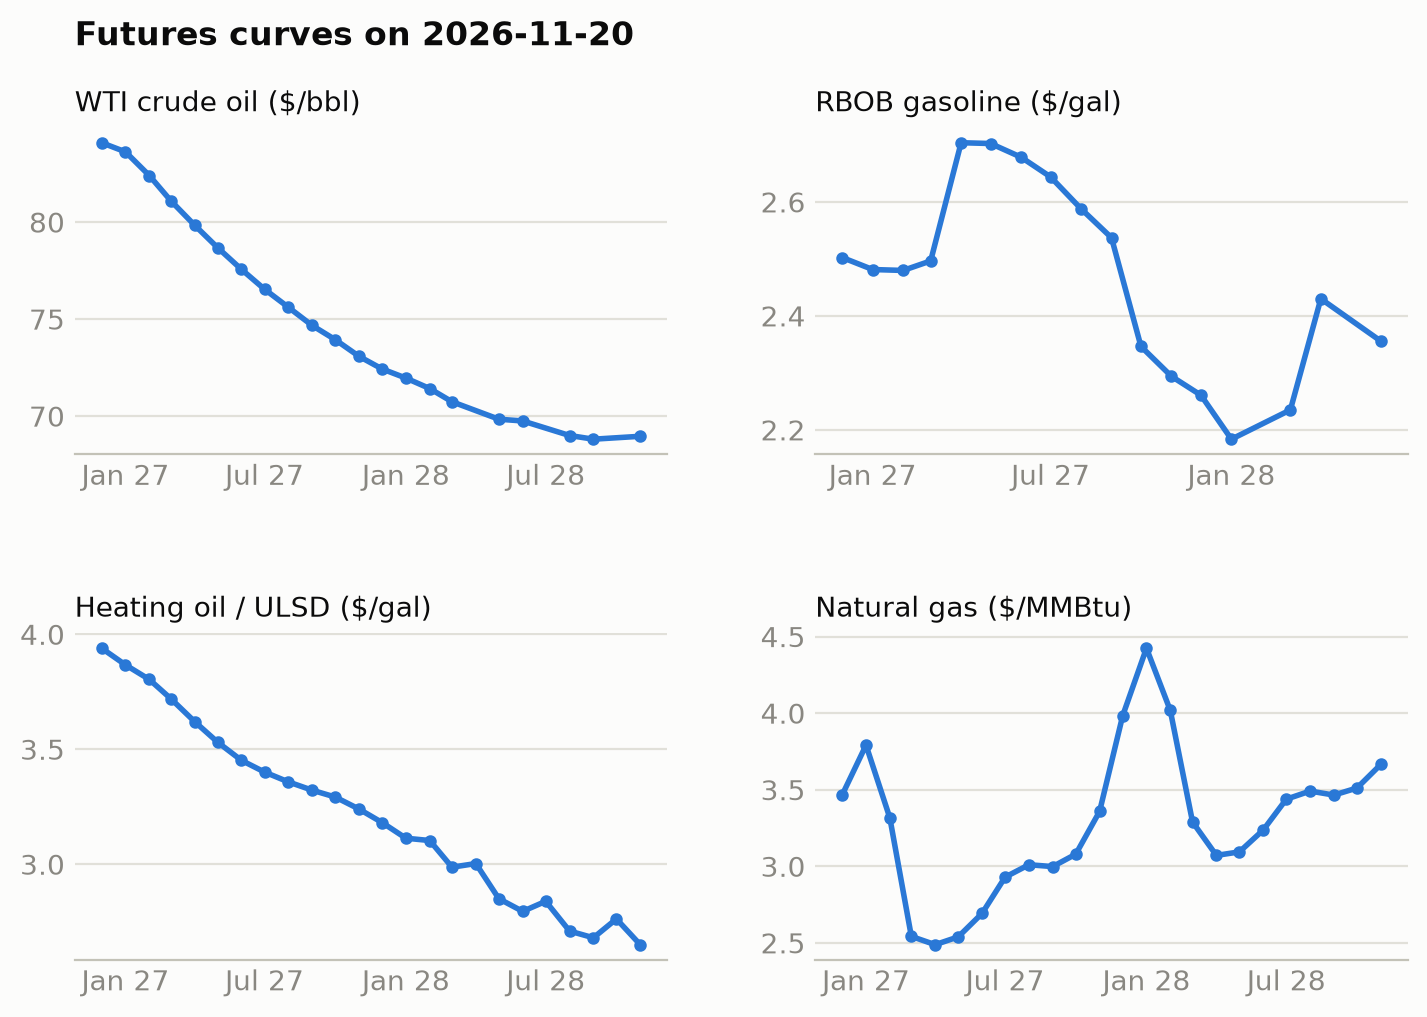 Futures curves on 2026-11-20
WTI crude oil ($/bbl)
80
75
70
Jan 27 Jul 27 Jan 28 Jul 28
RBOB gasoline ($/gal)
2.6
2.4
2.2
Jan 27 Jul 27 Jan 28
Heating oil / ULSD ($/gal)
4.0
3.5
3.0
Jan 27 Jul 27 Jan 28 Jul 28
Natural gas ($/MMBtu)
4.5
4.0
3.5
3.0
2.5
Jan 27 Jul 27 Jan 28 Jul 28